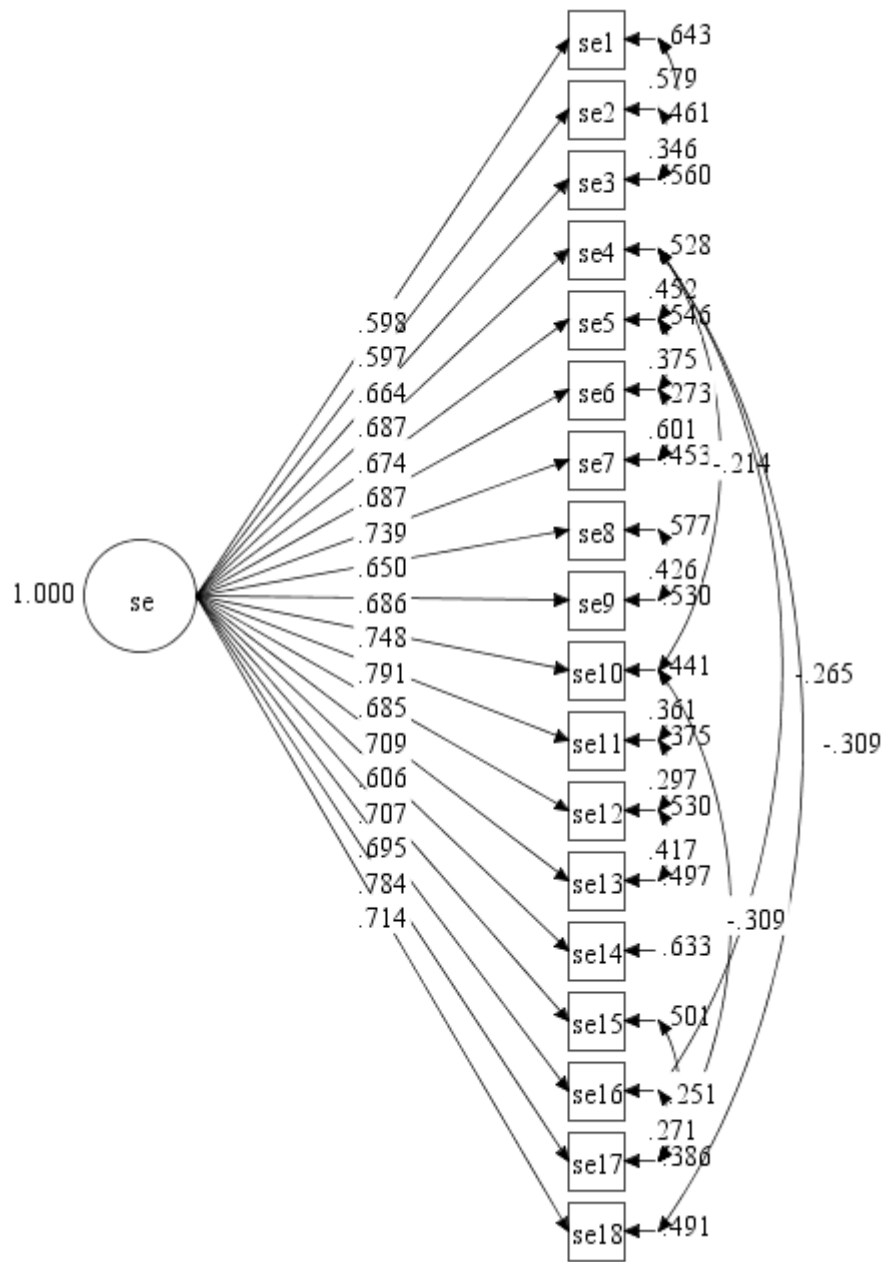 se1 .643
.579
se2 .461
.346
se3 .560
se4 .528
.452
.598 se5 .546
.597 .375
.664 se6 .273
.687 .601
.674 se7 .453 -.214
.687
.739 se8 .577
.650 .426
1.000 se .686 se9 .530
.748
.791 se10 .441 -.265
.685 .361
.709 se11 .375 -.309
.606 .297
.707 se12 .530
.695 .417
.784 se13 .497
.714 -.309
se14 .633
se15 .501
se16 .251
.271
se17 .386
se18 .491